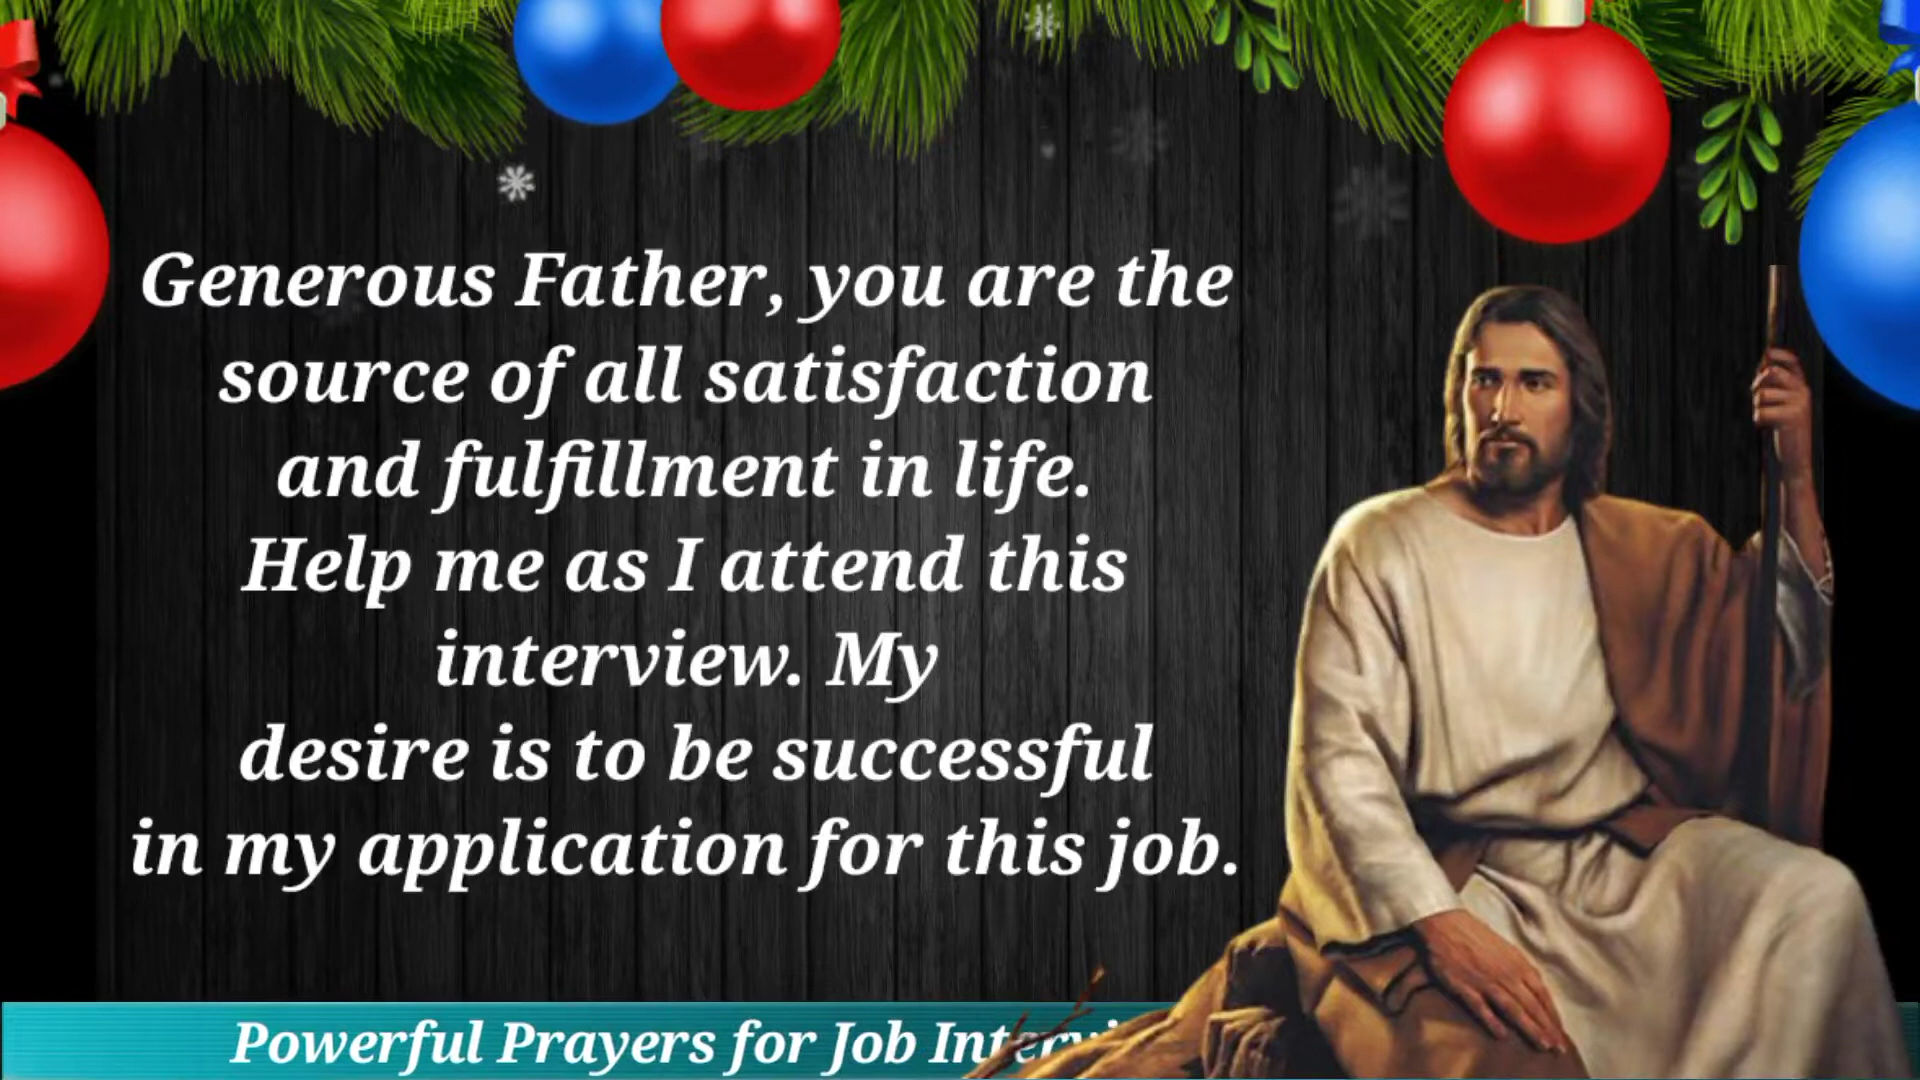 Generous Father, you are the
source of all satisfaction
and fulfillment in life.
Help me as I attend this
interview. My
desire is to be successful
in my application for this job.
Powerful Prayers for Job